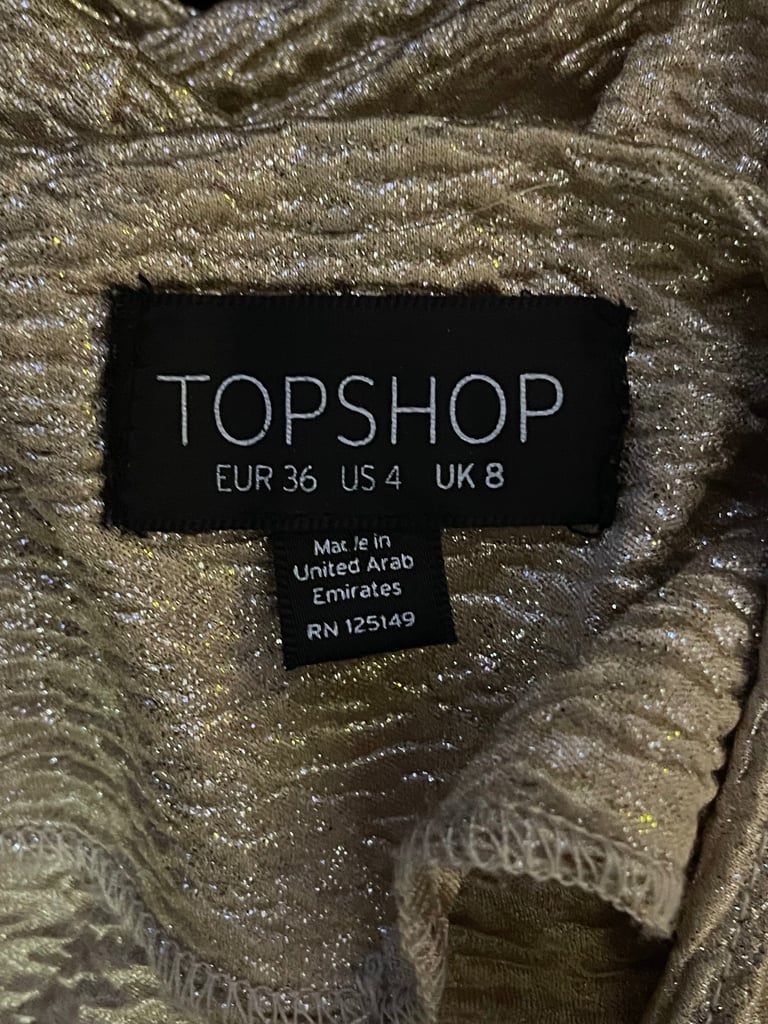 TOPSHOP
EUR 36 US 4 UK 8
Made in
United Arab
Emirates
RN 125149